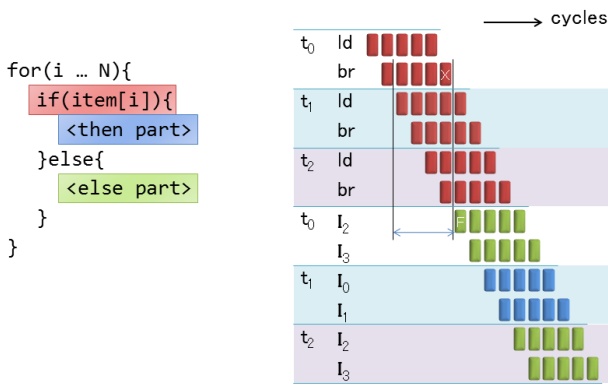 for(i … N){
if(item[i]){
<then part>
}else{
<else part>
}
}
cycles
t0 ld
br X
t1 ld
br
t2 ld
br
t0 I2 F
I3
t1 I0
I1
t2 I2
I3